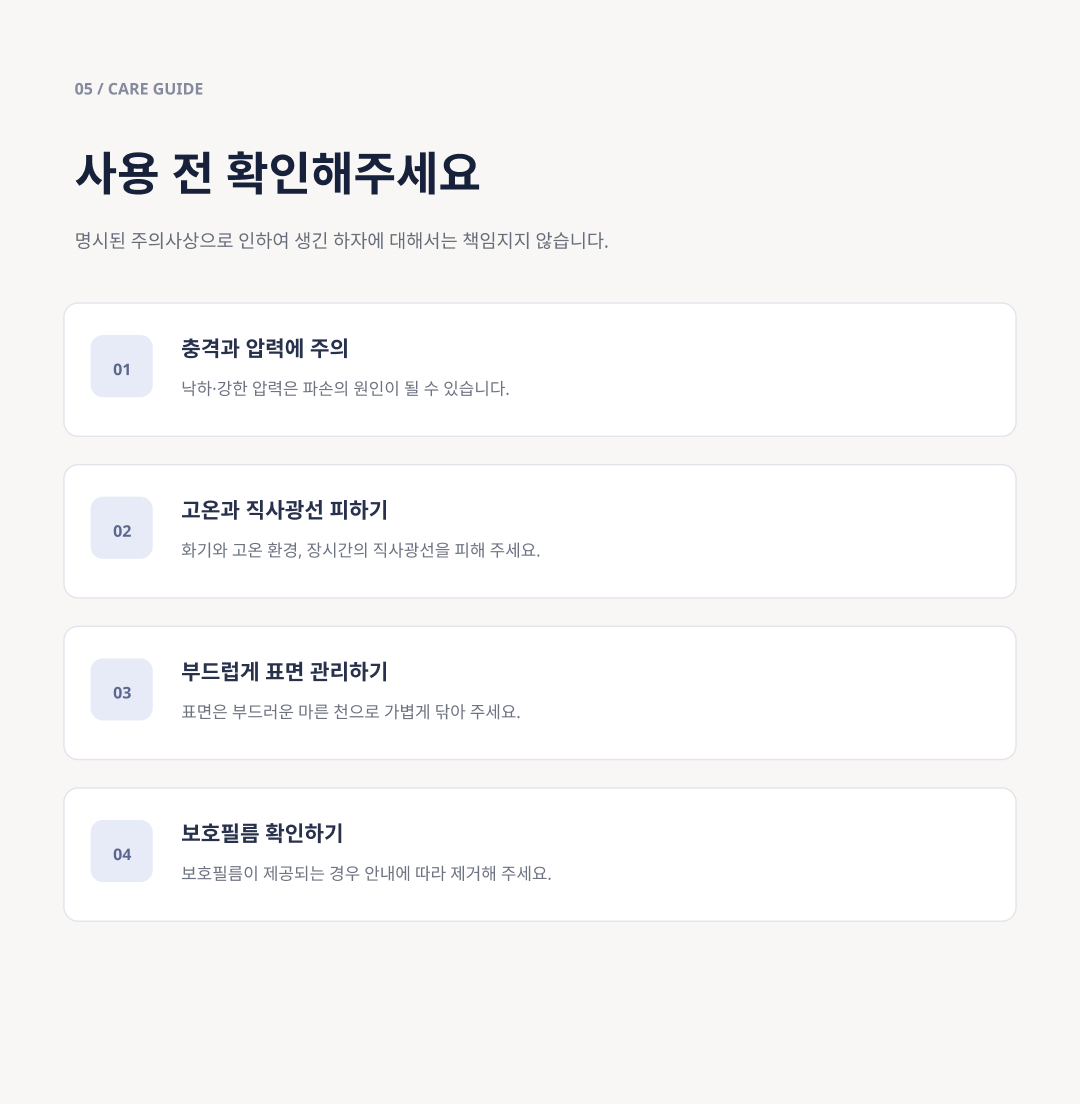 05 / CARE GUIDE
사용 전 확인해주세요
명시된 주의사상으로 인하여 생긴 하자에 대해서는 책임지지 않습니다.
01
충격과 압력에 주의
낙하·강한 압력은 파손의 원인이 될 수 있습니다.
02
고온과 직사광선 피하기
화기와 고온 환경, 장시간의 직사광선을 피해 주세요.
03
부드럽게 표면 관리하기
표면은 부드러운 마른 천으로 가볍게 닦아 주세요.
04
보호필름 확인하기
보호필름이 제공되는 경우 안내에 따라 제거해 주세요.